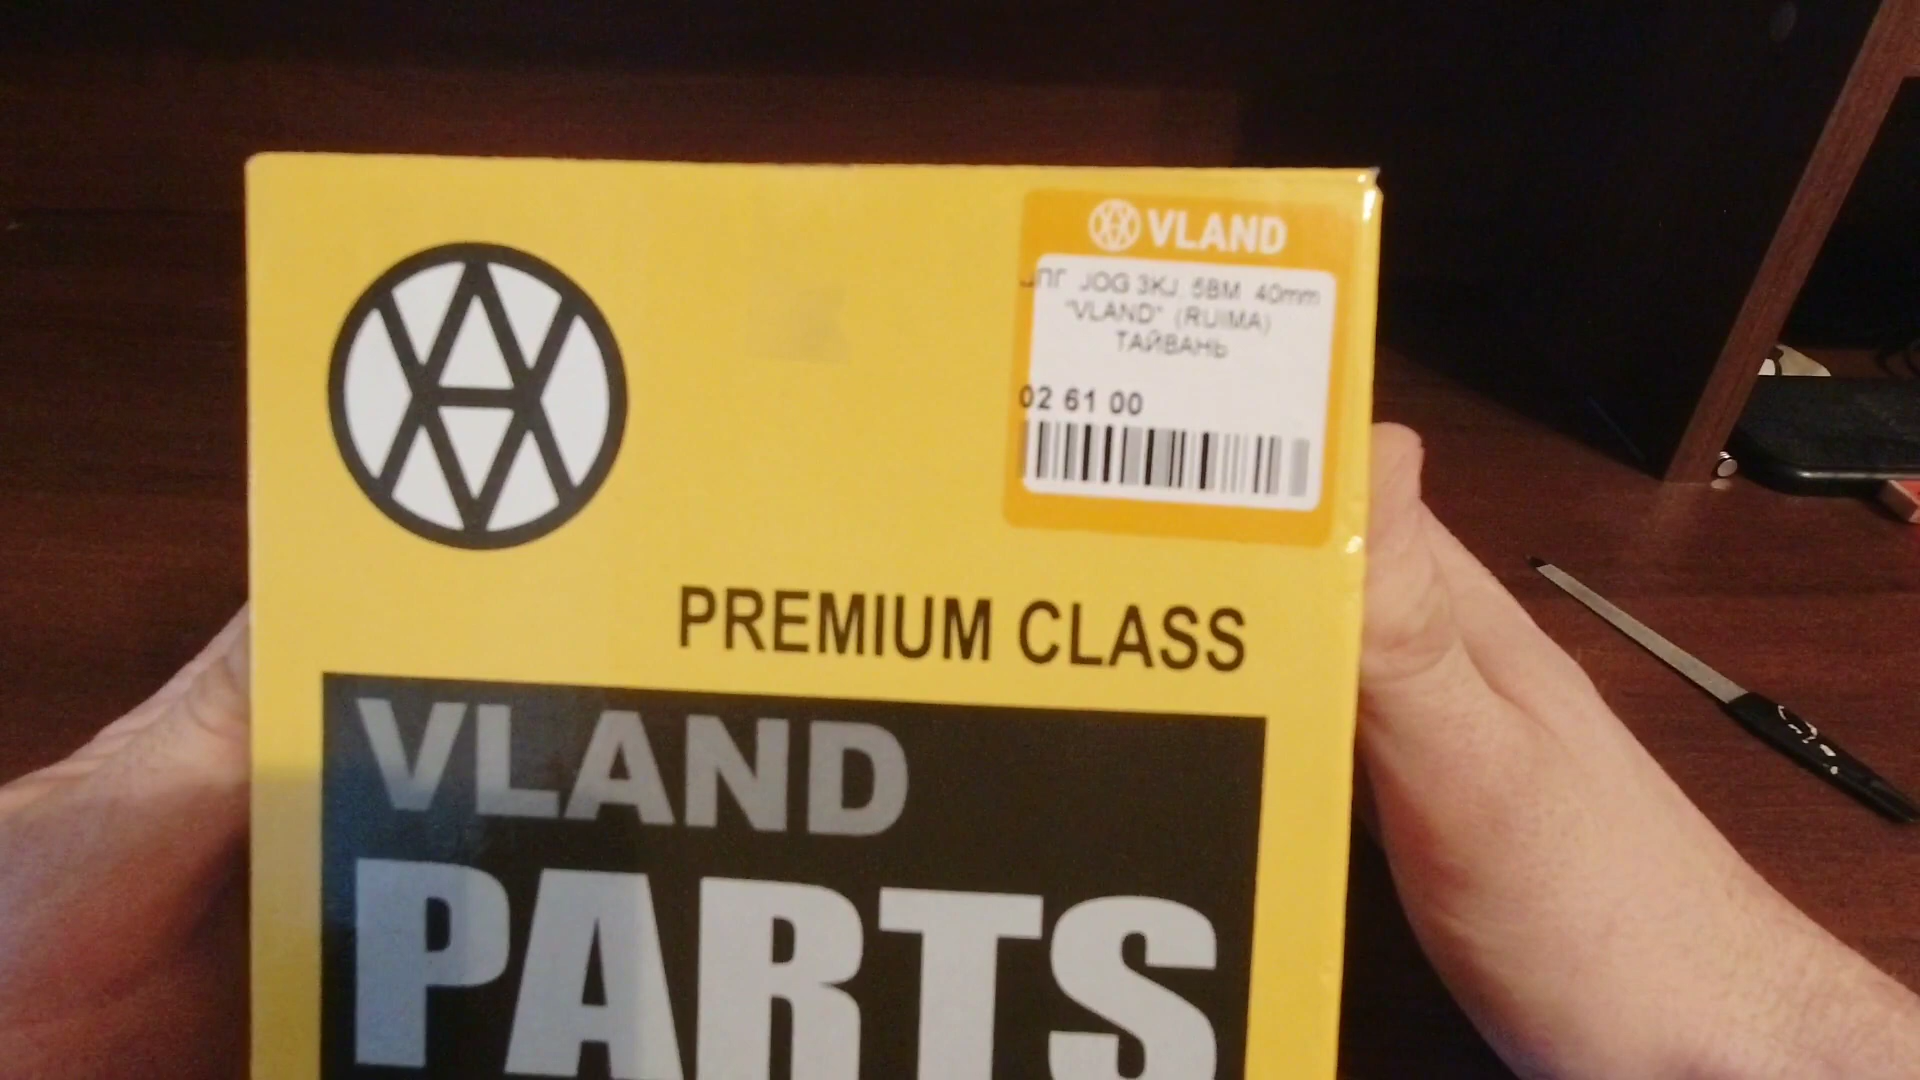 VLAND
ЦПГ JOG 3KJ, 5BM 40mm
"VLAND" (RUIMA)
ТАЙВАНЬ
02 61 00
PREMIUM CLASS
VLAND
PARTS